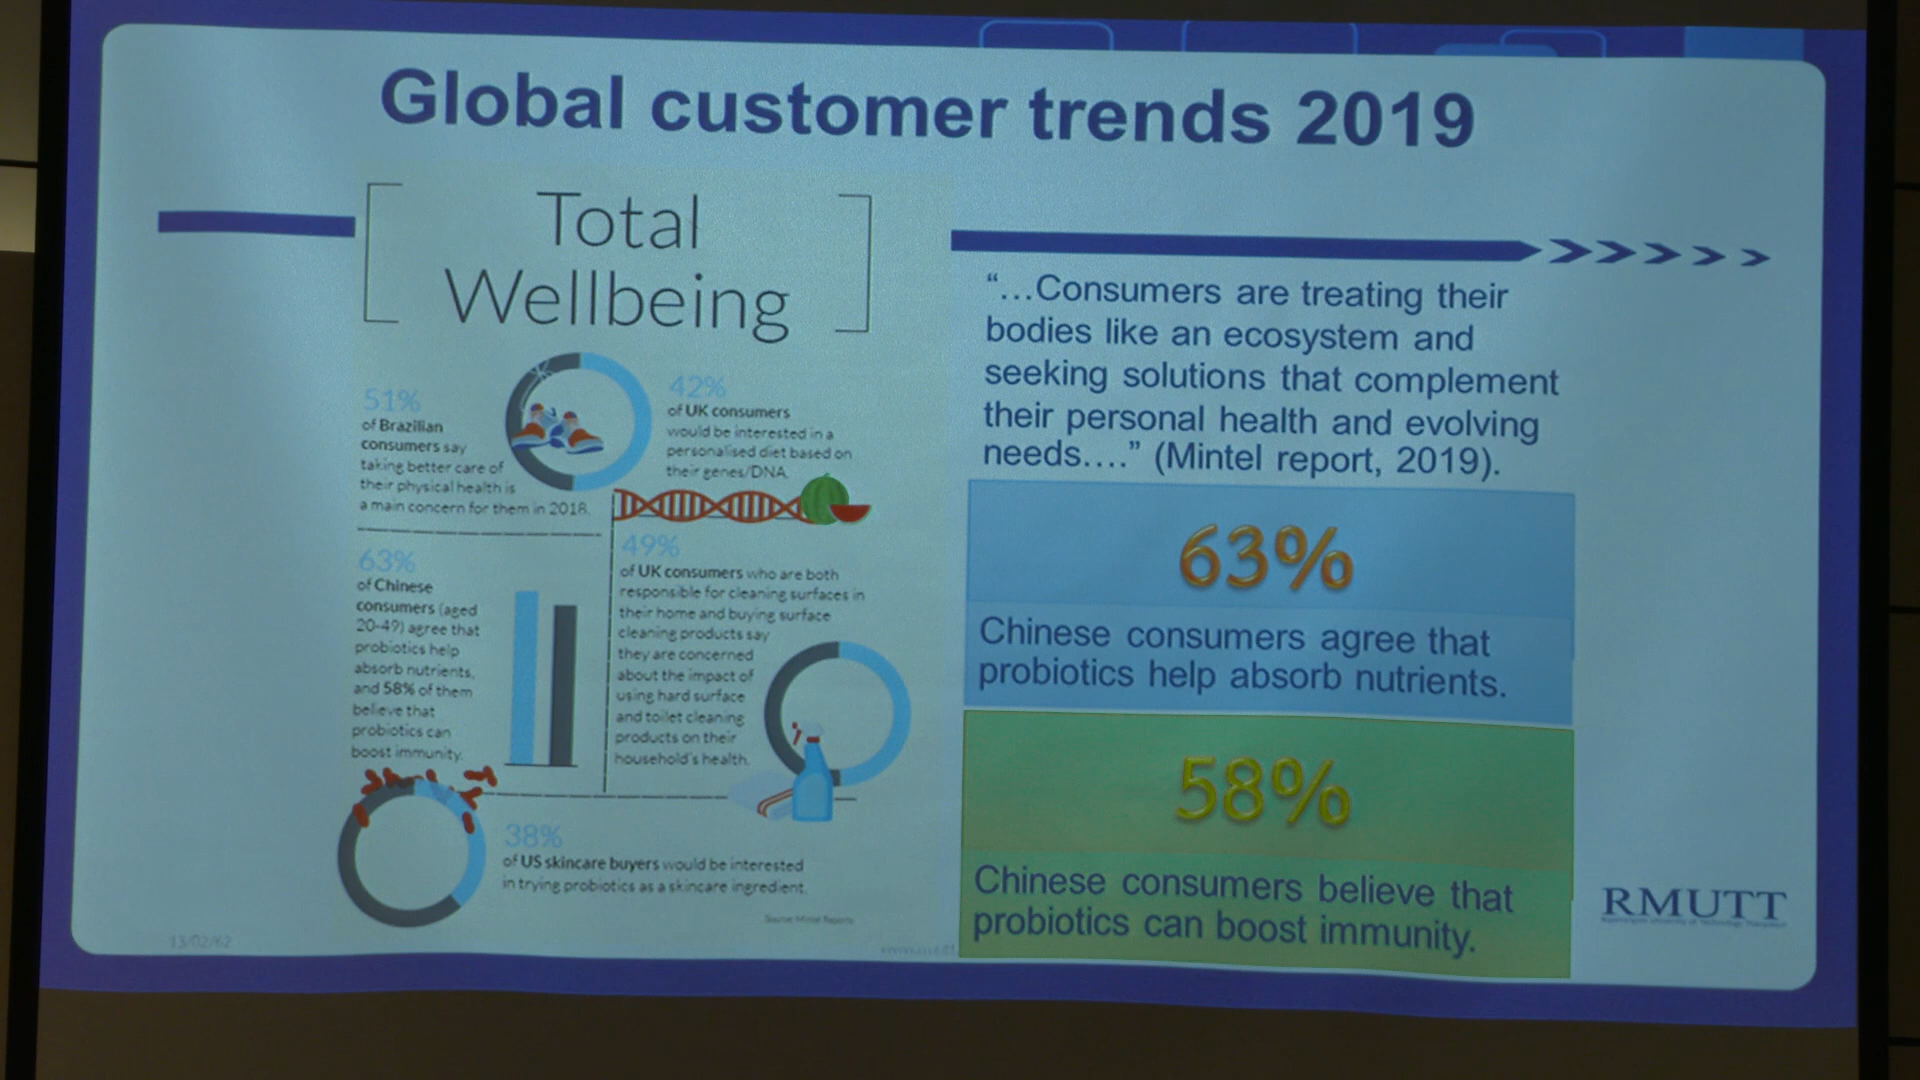 Global customer trends 2019
Total
Wellbeing
51%
of Brazilian
consumers say
taking better care of
their physical health is
a main concern for them in 2018.
42%
of UK consumers
would be interested in a
personalised diet based on
their genes/DNA.
63%
of Chinese
consumers (aged
20-49) agree that
probiotics help
absorb nutrients,
and 58% of them
believe that
probiotics can
boost immunity.
49%
of UK consumers who are both
responsible for cleaning surfaces in
their home and buying surface
cleaning products say
they are concerned
about the impact of
using hard surface
and toilet cleaning
products on their
household's health.
38%
of US skincare buyers would be interested
in trying probiotics as a skincare ingredient.
Source: Mintel Reports
13/02/62
“…Consumers are treating their
bodies like an ecosystem and
seeking solutions that complement
their personal health and evolving
needs….” (Mintel report, 2019).
63%
Chinese consumers agree that
probiotics help absorb nutrients.
58%
Chinese consumers believe that
probiotics can boost immunity.
RMUTT